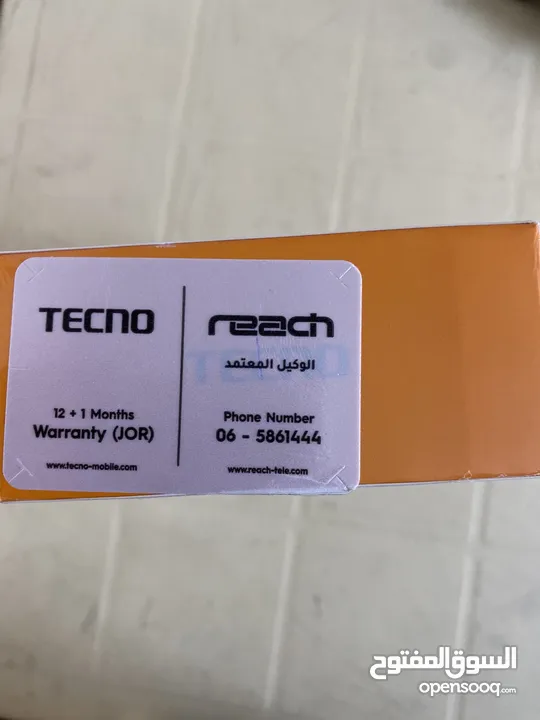 TECNO
12 + 1 Months
Warranty (JOR)
www.tecno-mobile.com
reach
الوكيل المعتمد
TECNO
Phone Number
06 - 5861444
www.reach-tele.com
السوق المفتوح
opensooq.com